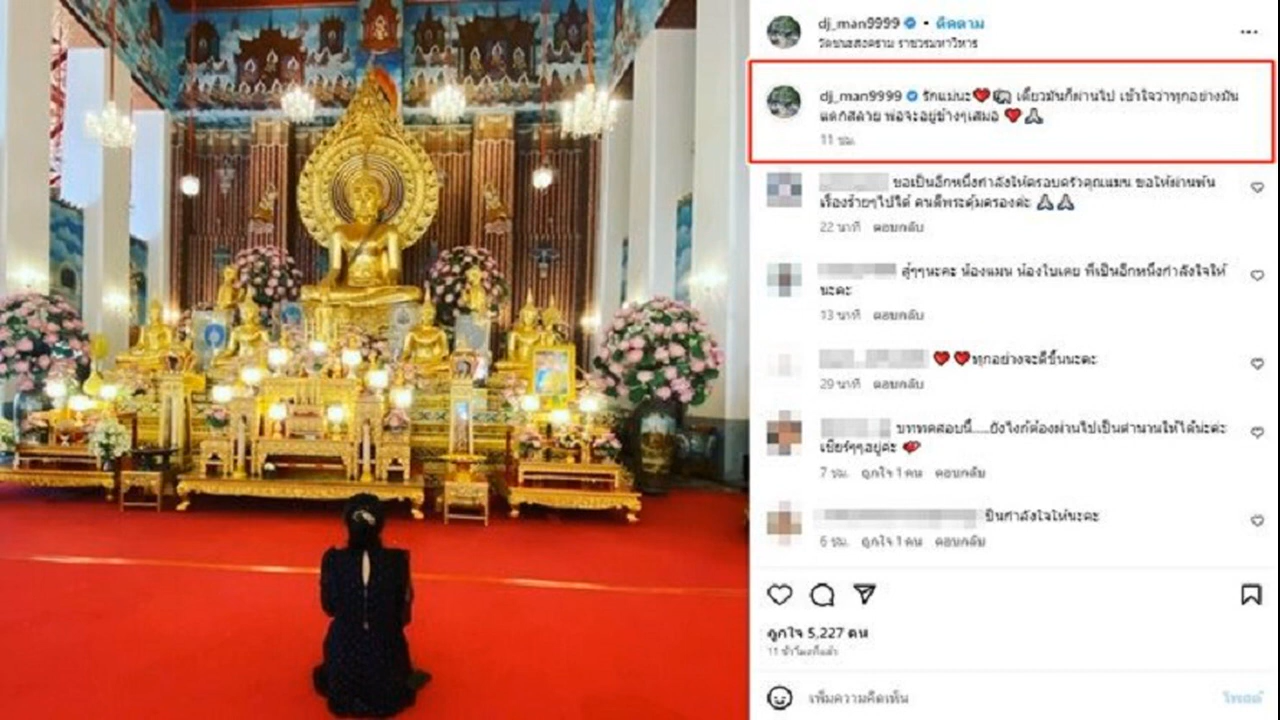 dj_man9999 • ติดตาม
วัดชนะสงคราม ราชวรมหาวิหาร
dj_man9999 รักแม่นะ❤️ เดี๋ยวมันก็ผ่านไป เข้าใจว่าทุกอย่างมัน
แตกสลาย พ่อจะอยู่ข้างๆเสมอ ❤️🙏
11 ชม.
ขอเป็นอีกหนึ่งกำลังให้ครอบครัวคุณแมน ขอให้ผ่านพ้น
เรื่องร้ายๆไปได้ คนดีพระคุ้มครองค่ะ 🙏🙏
22 นาที ตอบกลับ
สู้ๆๆนะคะ น้องแมน น้องใบเตย พี่เป็นอีกหนึ่งกำลังใจให้
นะคะ
13 นาที ตอบกลับ
❤️❤️ทุกอย่างจะดีขึ้นนะคะ
29 นาที ตอบกลับ
บททดสอบนี้.....ยังไงก็ต้องผ่านไปเป็นตำนานให้ได้น่ะค่ะ
เชียร์ๆๆอยู่ค่ะ 💕
7 ชม. ถูกใจ 1 คน ตอบกลับ
ป็นกำลังใจให้นะคะ
6 ชม. ถูกใจ 1 คน ตอบกลับ
ถูกใจ 5,227 คน
11 ชั่วโมงที่แล้ว
เพิ่มความคิดเห็น
โพสต์